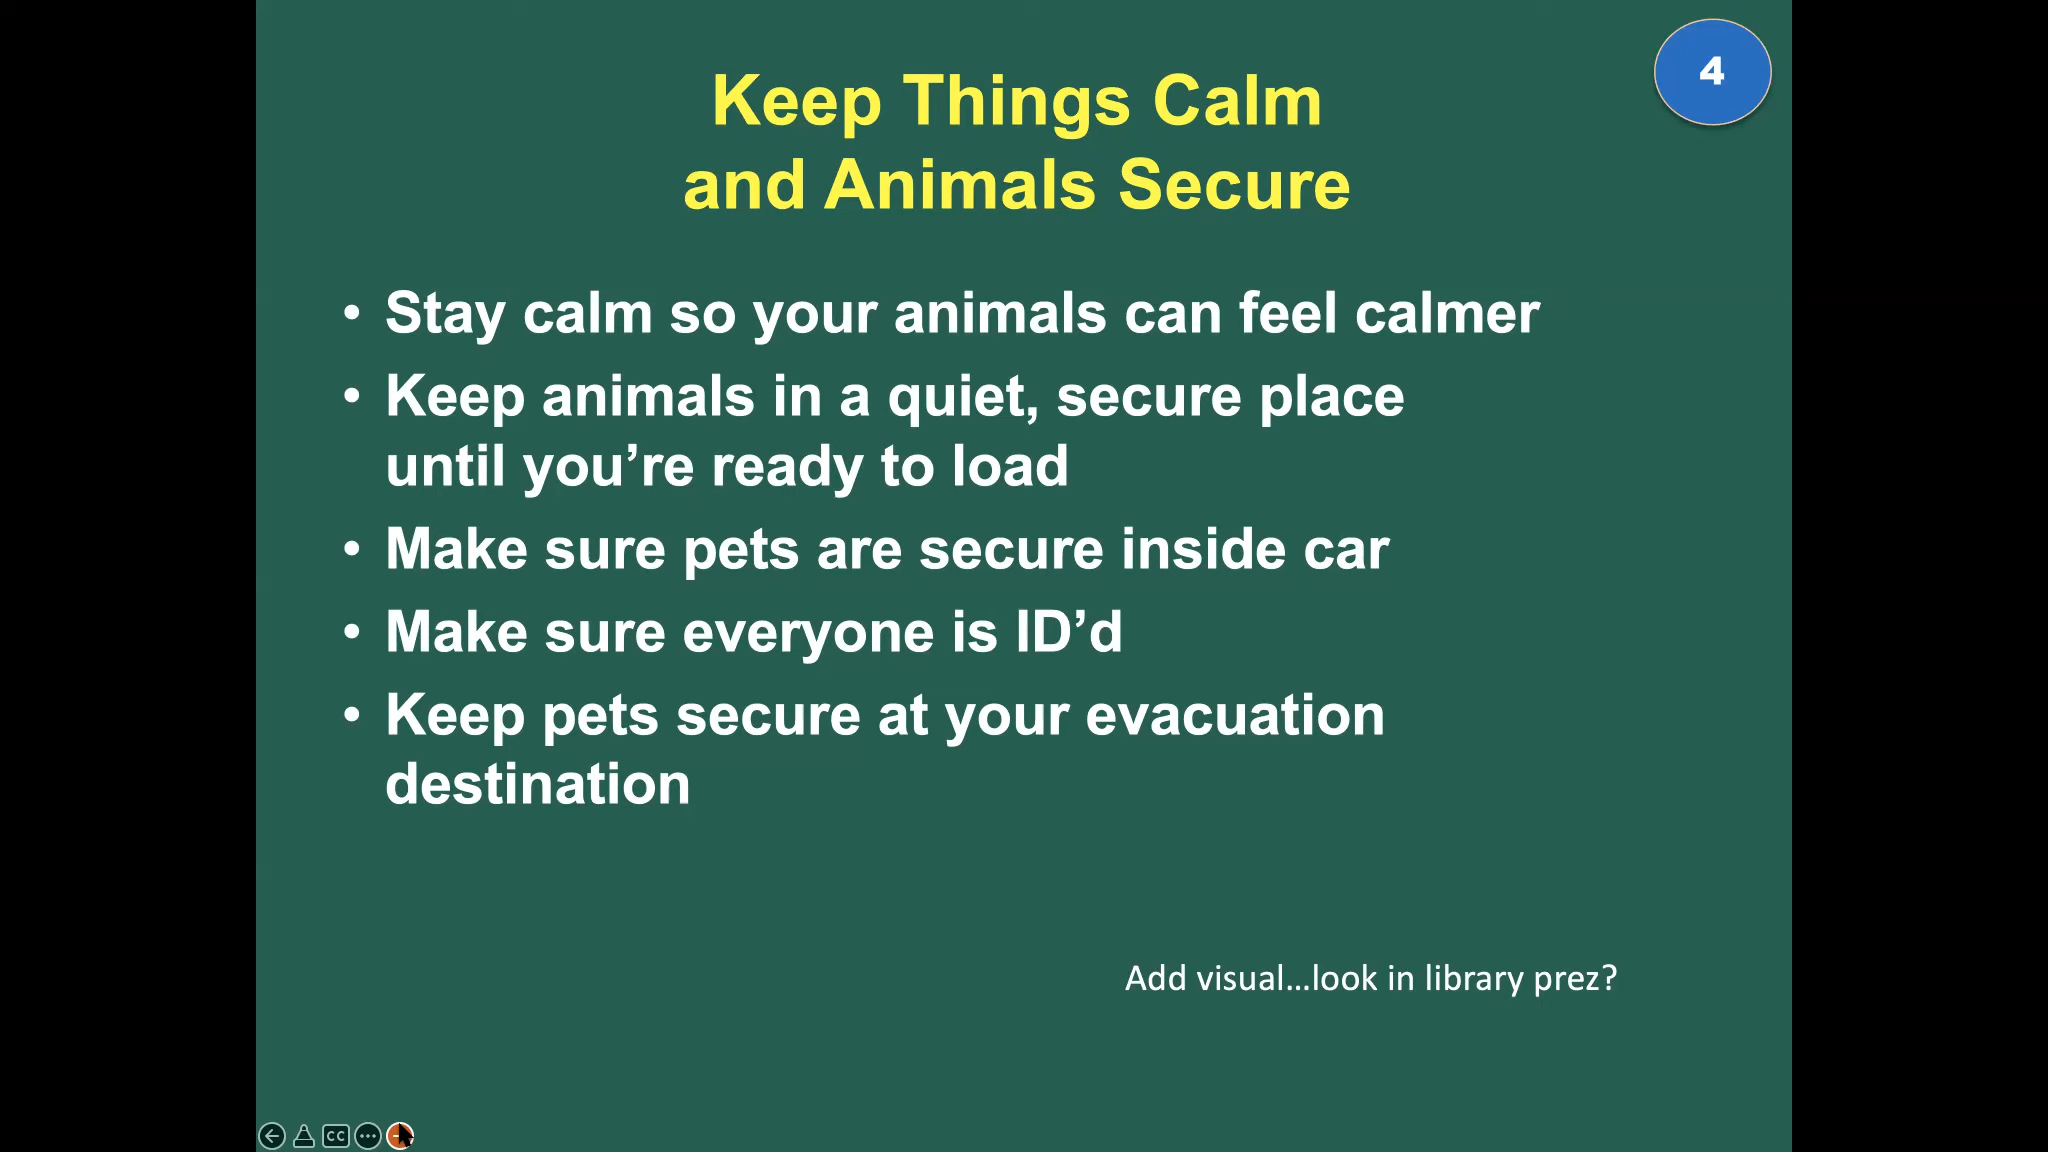 4
Keep Things Calm
and Animals Secure
• Stay calm so your animals can feel calmer
• Keep animals in a quiet, secure place
until you’re ready to load
• Make sure pets are secure inside car
• Make sure everyone is ID’d
• Keep pets secure at your evacuation
destination
Add visual…look in library prez?
CC